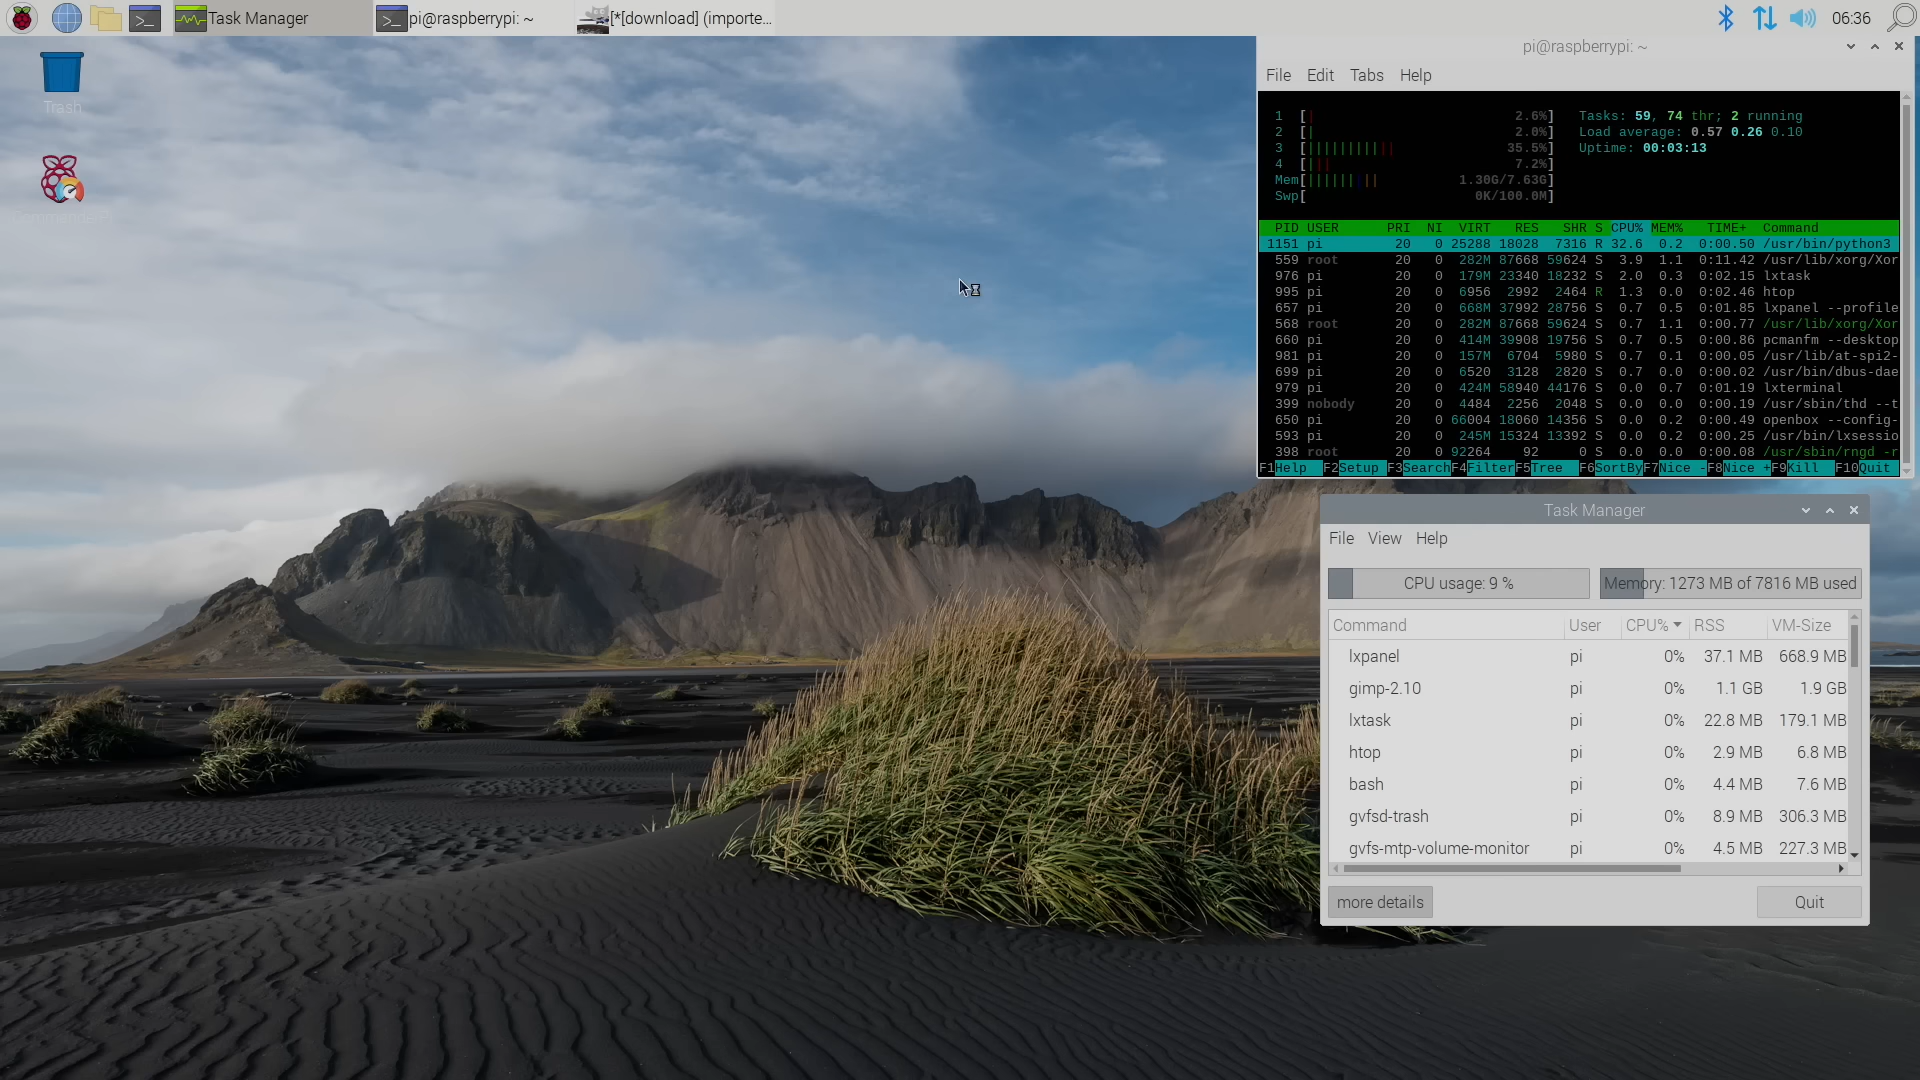 Task Manager
pi@raspberrypi: ~
[*[download] (importe...
06:36
Trash
pi@raspberrypi: ~
File Edit Tabs Help
1 [| 2.6%] Tasks: 59, 74 thr; 2 running
2 [| 2.0%] Load average: 0.57 0.26 0.10
3 [||||||||||| 35.5%] Uptime: 00:03:13
4 [||| 7.2%]
Mem[||||||||| 1.30G/7.63G]
Swp[ 0K/100.0M]
PID USER PRI NI VIRT RES SHR S CPU% MEM% TIME+ Command
1151 pi 20 0 25288 18028 7316 R 32.6 0.2 0:00.50 /usr/bin/python3
559 root 20 0 282M 87668 59624 S 3.9 1.1 0:11.42 /usr/lib/xorg/Xor
976 pi 20 0 179M 23340 18232 S 2.0 0.3 0:02.15 lxtask
995 pi 20 0 6956 2992 2464 R 1.3 0.0 0:02.46 htop
657 pi 20 0 668M 37992 28756 S 0.7 0.5 0:01.85 lxpanel --profile
568 root 20 0 282M 87668 59624 S 0.7 1.1 0:00.77 /usr/lib/xorg/Xor
660 pi 20 0 414M 39908 19756 S 0.7 0.5 0:00.86 pcmanfm --desktop
981 pi 20 0 157M 6704 5980 S 0.7 0.1 0:00.05 /usr/lib/at-spi2-
699 pi 20 0 6520 3128 2820 S 0.7 0.0 0:00.02 /usr/bin/dbus-dae
979 pi 20 0 424M 58940 44176 S 0.0 0.7 0:01.19 lxterminal
399 nobody 20 0 4484 2256 2048 S 0.0 0.0 0:00.19 /usr/sbin/thd --t
650 pi 20 0 66004 18060 14356 S 0.0 0.2 0:00.49 openbox --config-
593 pi 20 0 245M 15324 13392 S 0.0 0.2 0:00.25 /usr/bin/lxsessio
398 root 20 0 92264 92 0 S 0.0 0.0 0:00.08 /usr/sbin/rngd -r
F1Help F2Setup F3SearchF4FilterF5Tree F6SortByF7Nice -F8Nice +F9Kill F10Quit
Task Manager
File View Help
CPU usage: 9 % Memory: 1273 MB of 7816 MB used
Command User CPU% RSS VM-Size
lxpanel pi 0% 37.1 MB 668.9 MB
gimp-2.10 pi 0% 1.1 GB 1.9 GB
lxtask pi 0% 22.8 MB 179.1 MB
htop pi 0% 2.9 MB 6.8 MB
bash pi 0% 4.4 MB 7.6 MB
gvfsd-trash pi 0% 8.9 MB 306.3 MB
gvfs-mtp-volume-monitor pi 0% 4.5 MB 227.3 MB
more details Quit